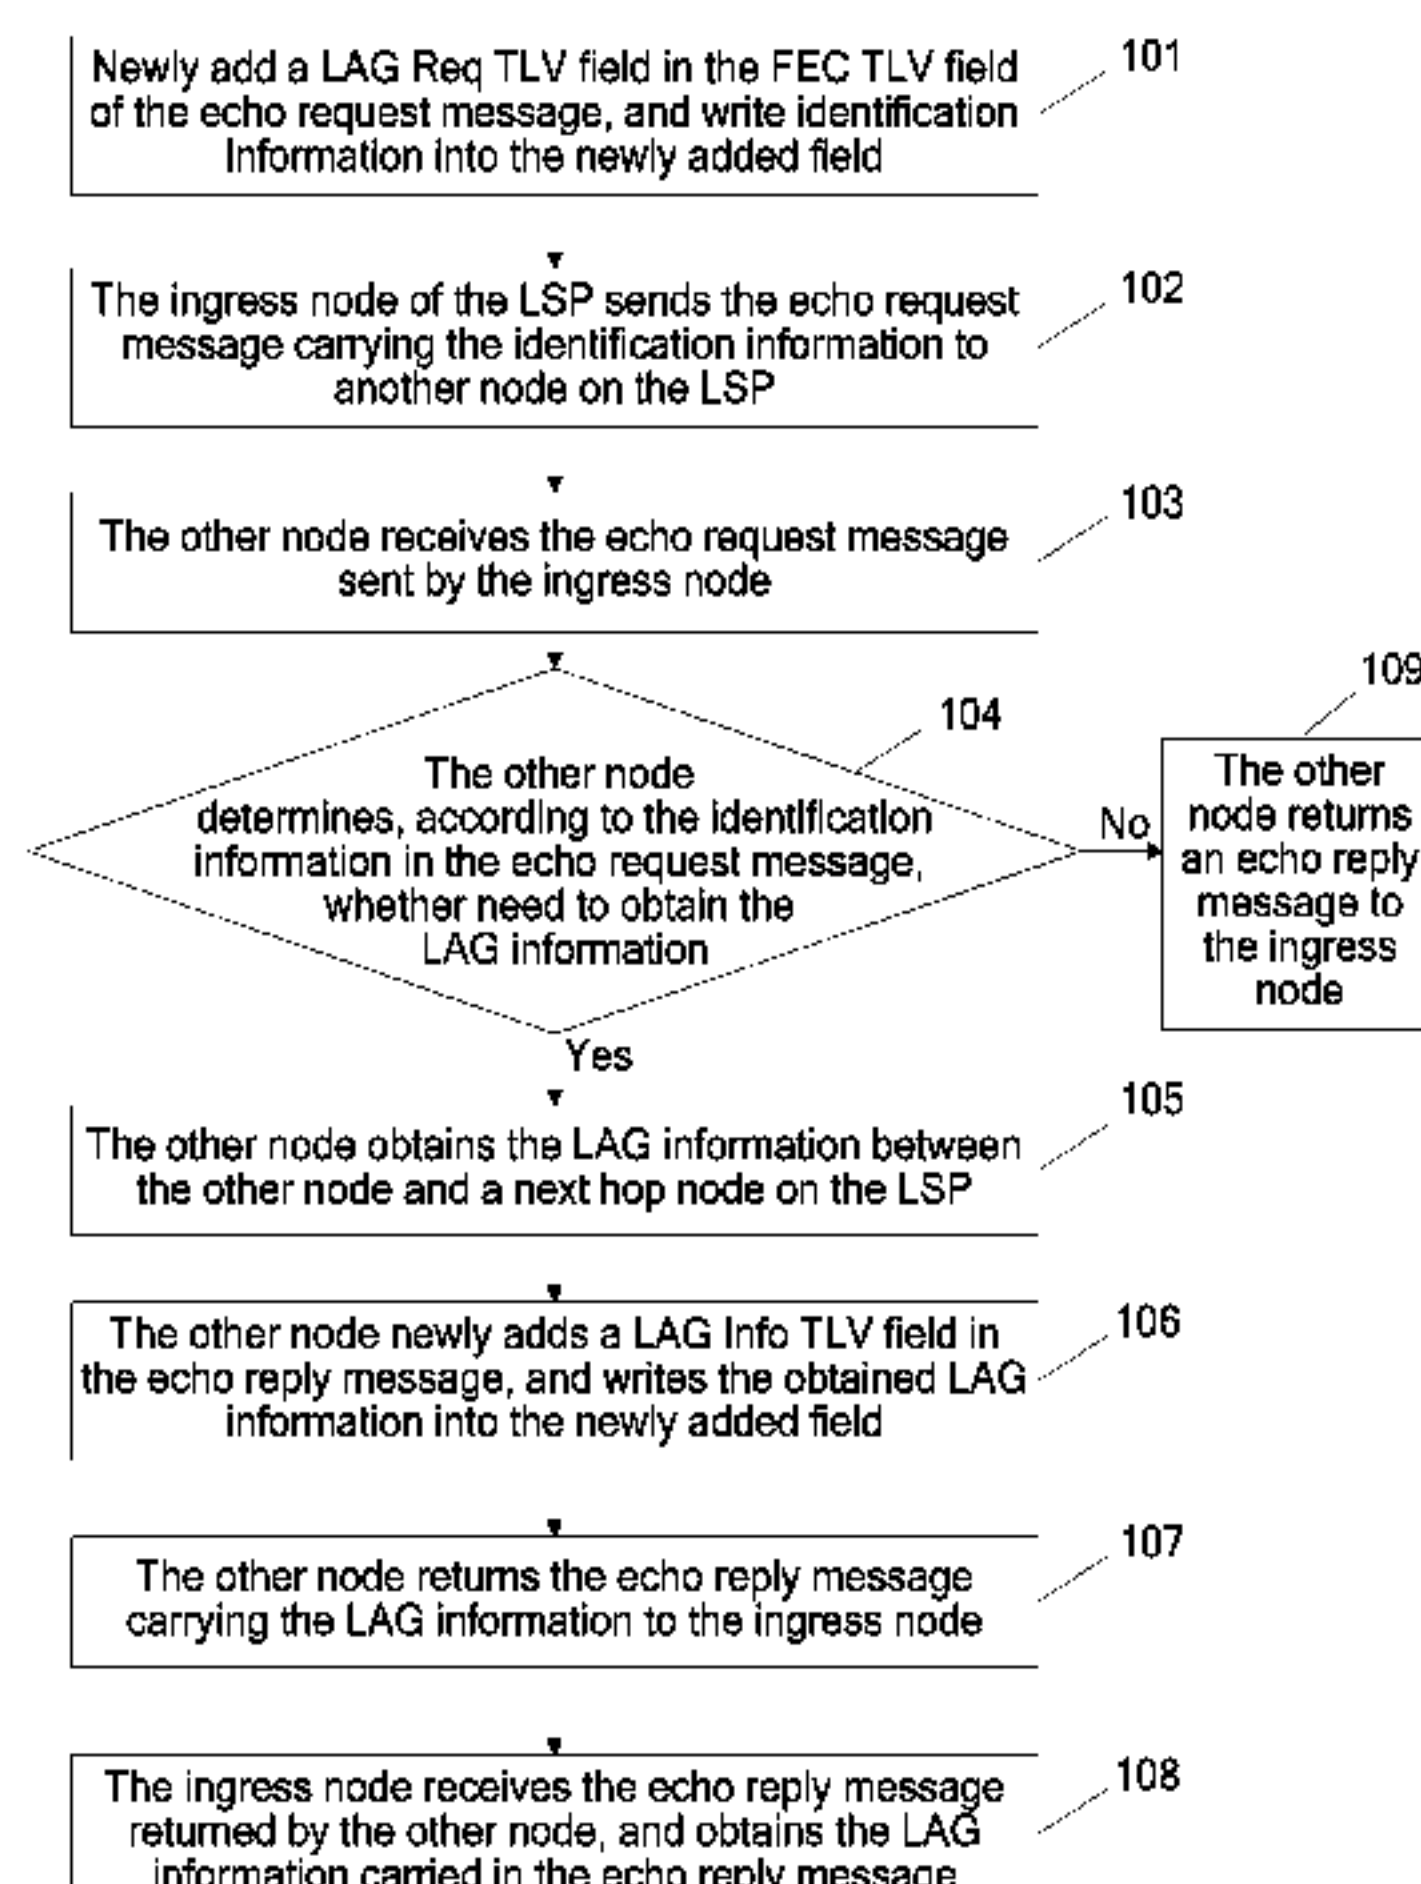 101
Newly add a LAG Req TLV field in the FEC TLV field
of the echo request message, and write identification
Information into the newly added field
102
The ingress node of the LSP sends the echo request
message carrying the identification information to
another node on the LSP
103
The other node receives the echo request message
sent by the ingress node
104
The other node
determines, according to the identification
information in the echo request message,
whether need to obtain the
LAG information
No
109
The other
node returns
an echo reply
message to
the ingress
node
Yes
105
The other node obtains the LAG information between
the other node and a next hop node on the LSP
106
The other node newly adds a LAG Info TLV field in
the echo reply message, and writes the obtained LAG
information into the newly added field
107
The other node returns the echo reply message
carrying the LAG information to the ingress node
108
The ingress node receives the echo reply message
returned by the other node, and obtains the LAG
information carried in the echo reply message